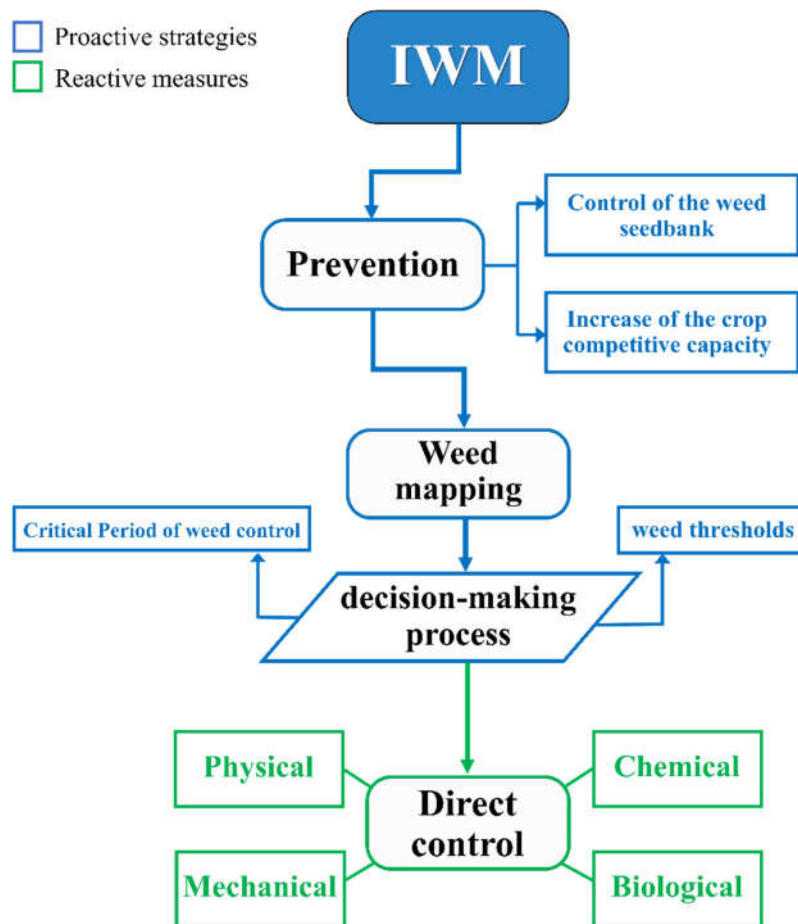 Proactive strategies
Reactive measures
IWM
Prevention
Control of the weed
seedbank
Increase of the crop
competitive capacity
Weed
mapping
Critical Period of weed control
weed thresholds
decision-making
process
Physical
Chemical
Direct
control
Mechanical
Biological